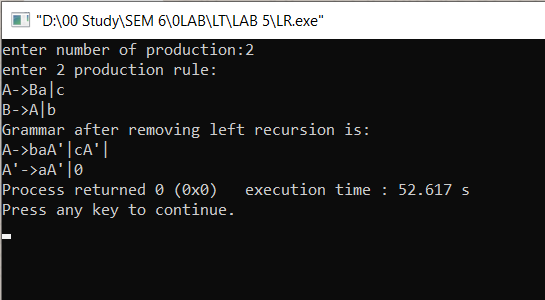 "D:\00 Study\SEM 6\0LAB\LT\LAB 5\LR.exe"
enter number of production:2
enter 2 production rule:
A->Ba|c
B->A|b
Grammar after removing left recursion is:
A->baA'|cA'|
A'->aA'|0
Process returned 0 (0x0)   execution time : 52.617 s
Press any key to continue.